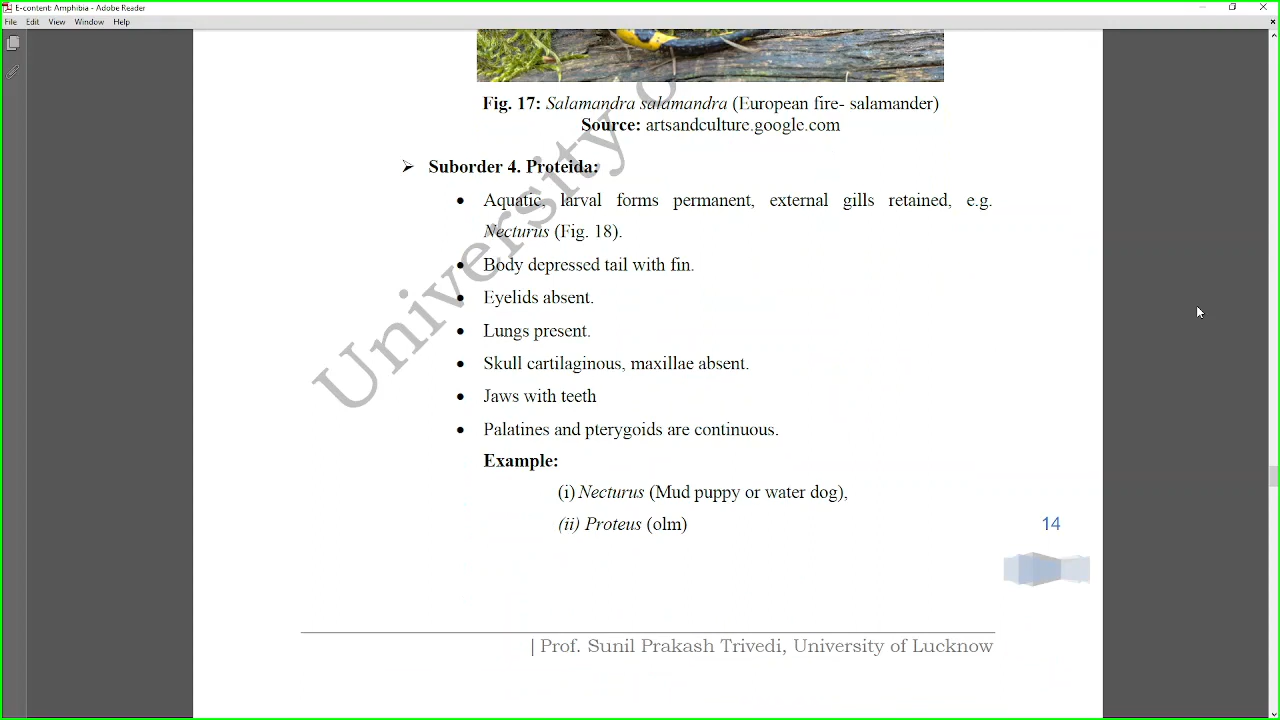 E-content: Amphibia - Adobe Reader
File Edit View Window Help
Fig. 17: Salamandra salamandra (European fire- salamander)
Source: artsandculture.google.com
➢ Suborder 4. Proteida:
• Aquatic, larval forms permanent, external gills retained, e.g.
Necturus (Fig. 18).
• Body depressed tail with fin.
• Eyelids absent.
• Lungs present.
• Skull cartilaginous, maxillae absent.
• Jaws with teeth
• Palatines and pterygoids are continuous.
Example:
(i) Necturus (Mud puppy or water dog),
(ii) Proteus (olm)
14
| Prof. Sunil Prakash Trivedi, University of Lucknow
University o